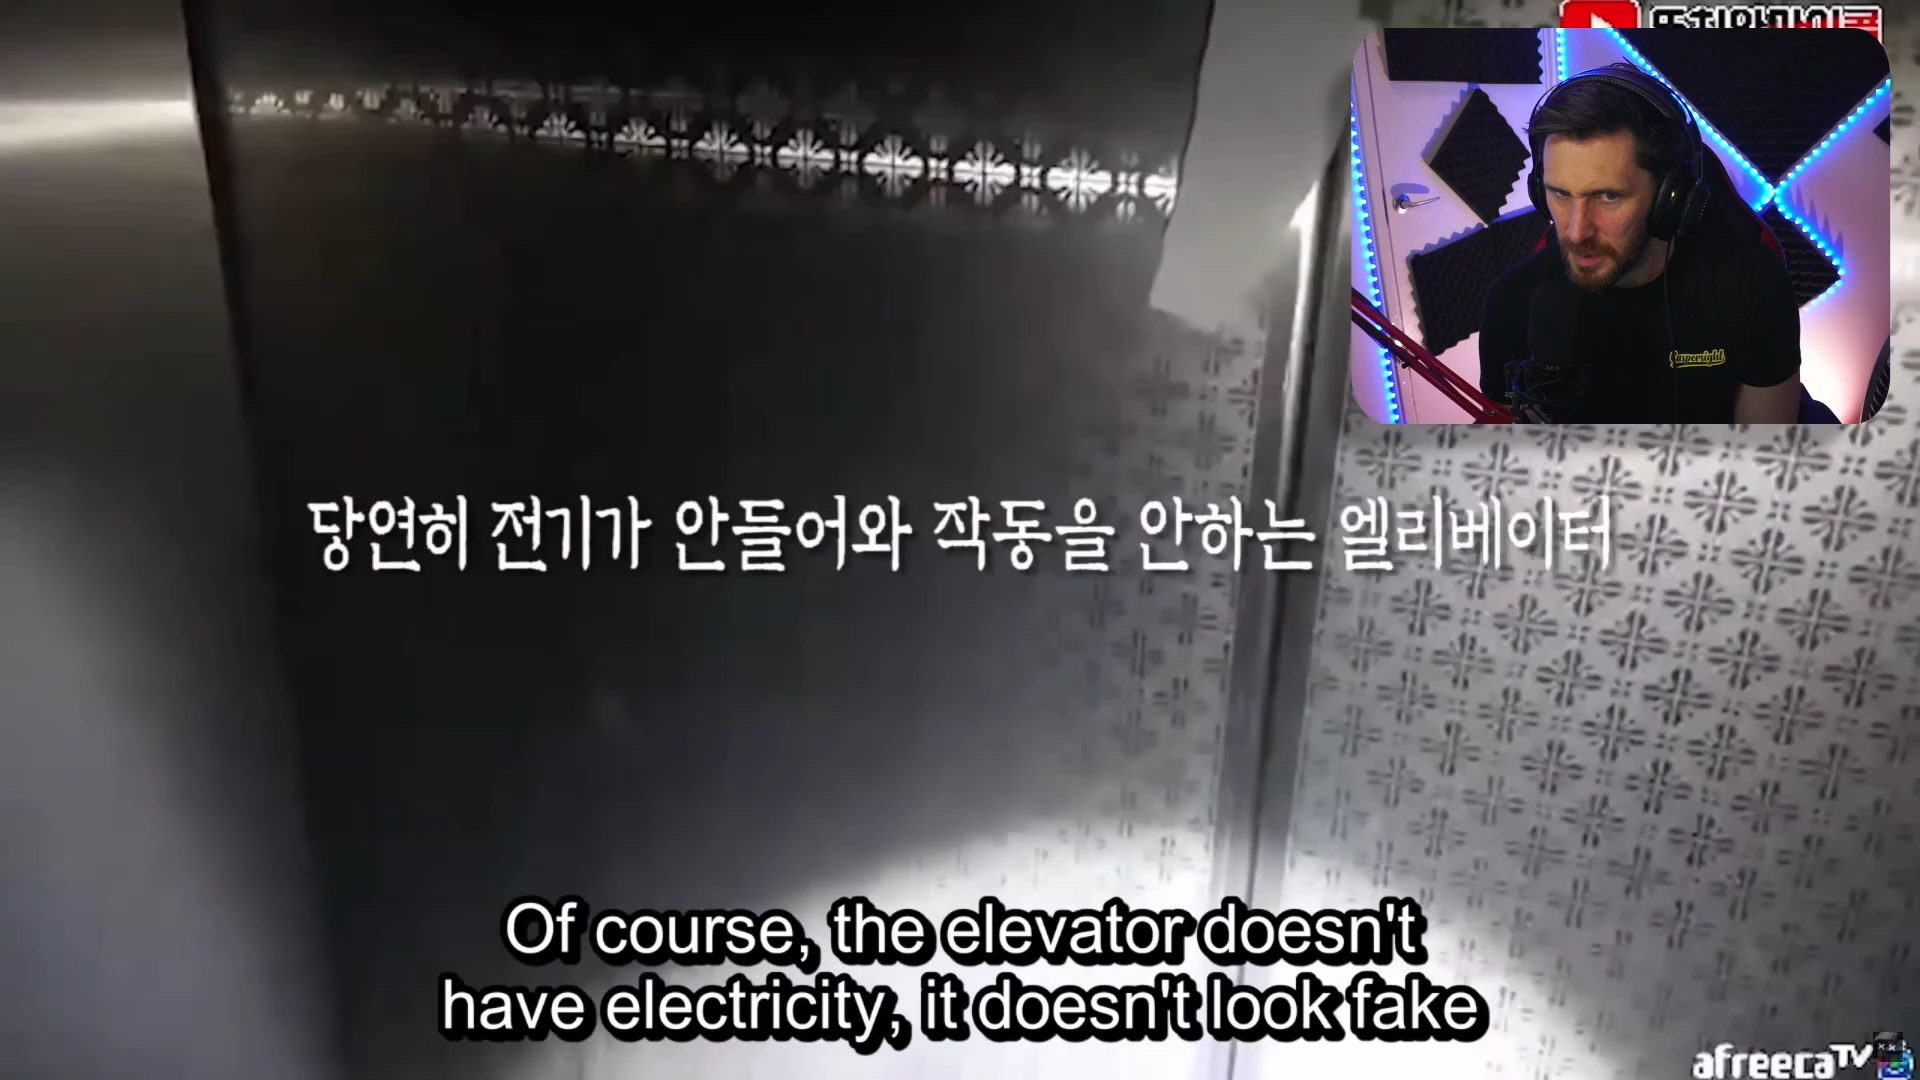 당연히 전기가 안들어와 작동을 안하는 엘리베이터
Of course, the elevator doesn't
have electricity, it doesn't look fake
afreecaTV